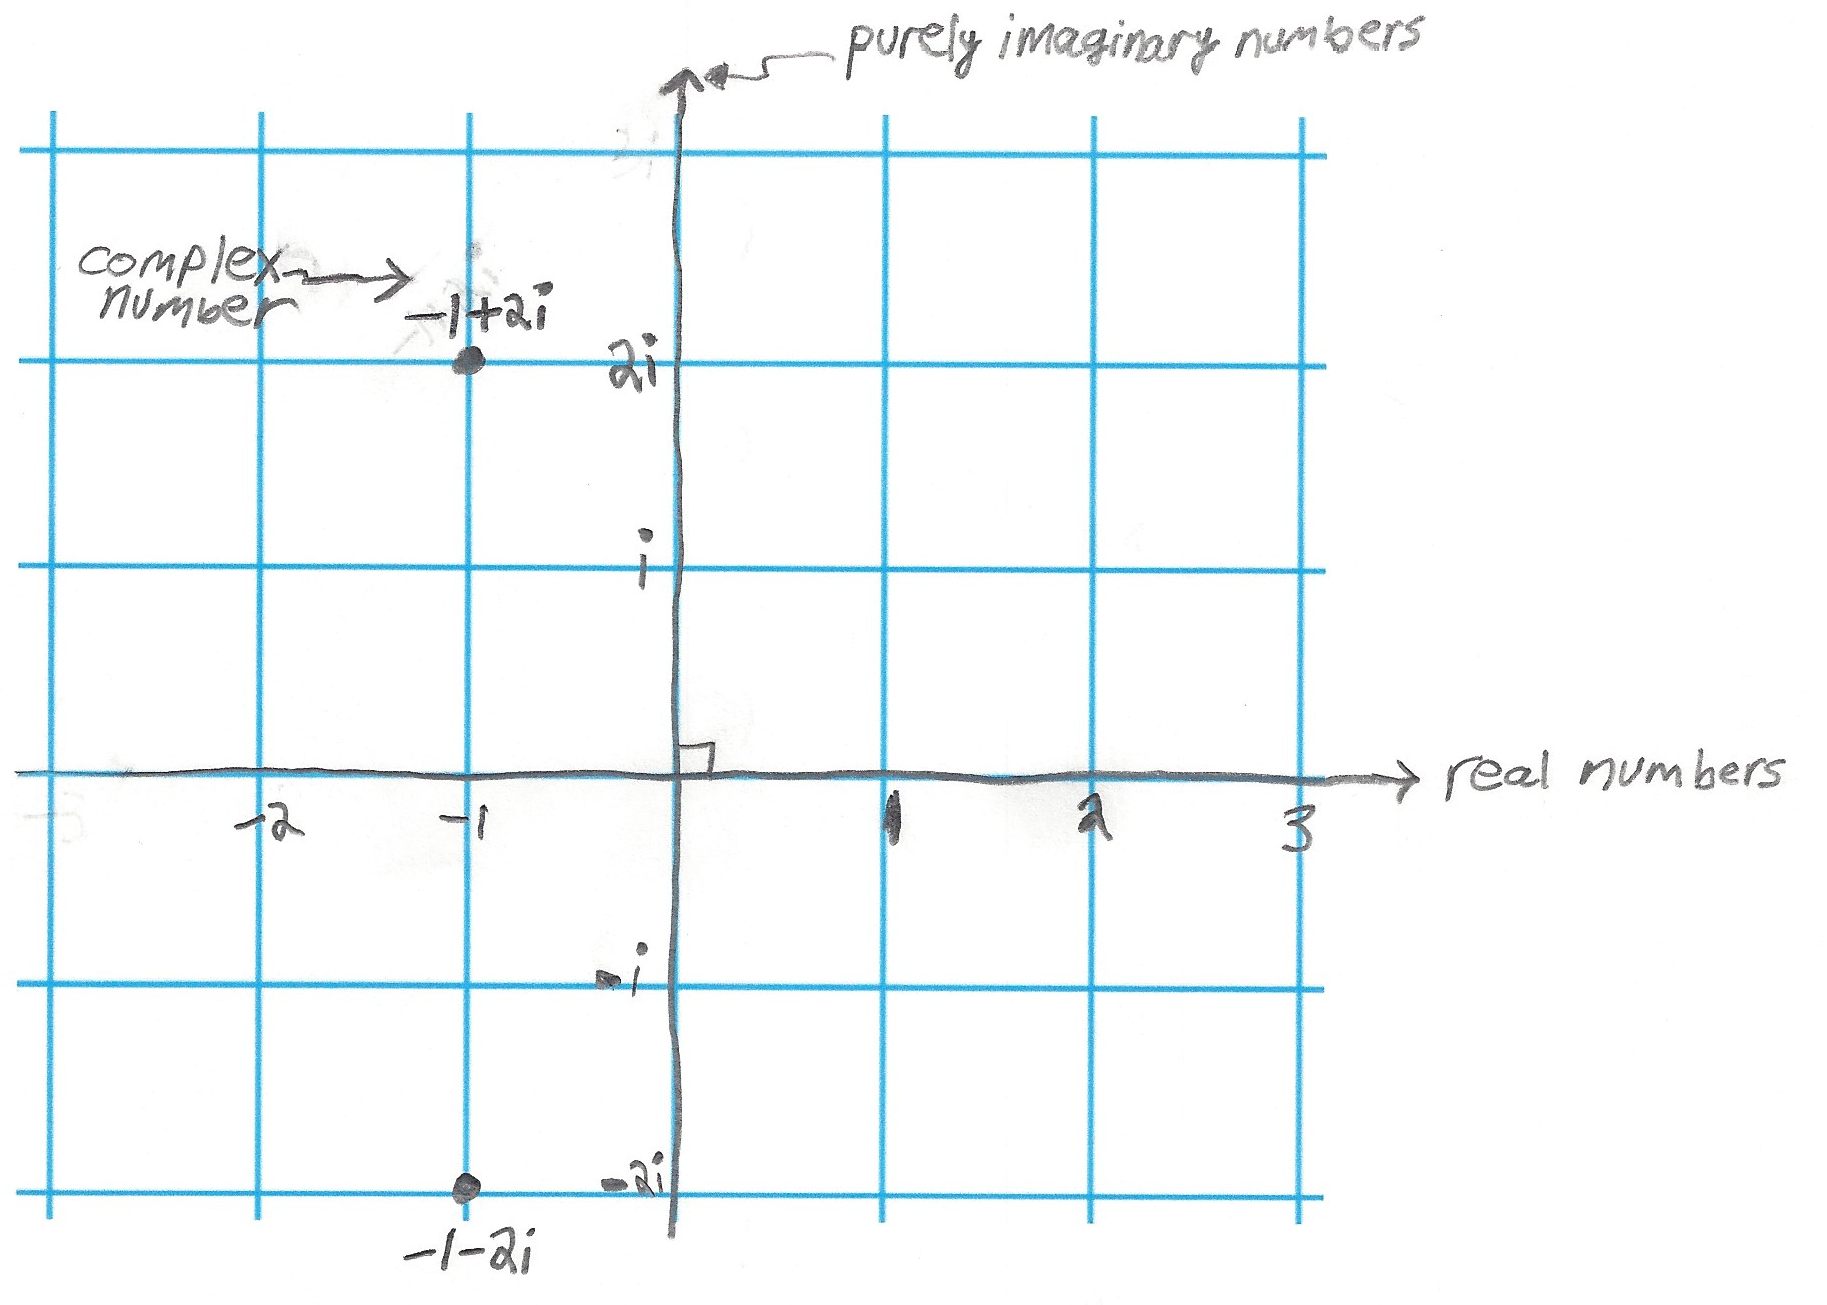 purely imaginary numbers
complex
number
-1+2i
2i
i
real numbers
-2
-1
1
2
3
-i
-2i
-1-2i